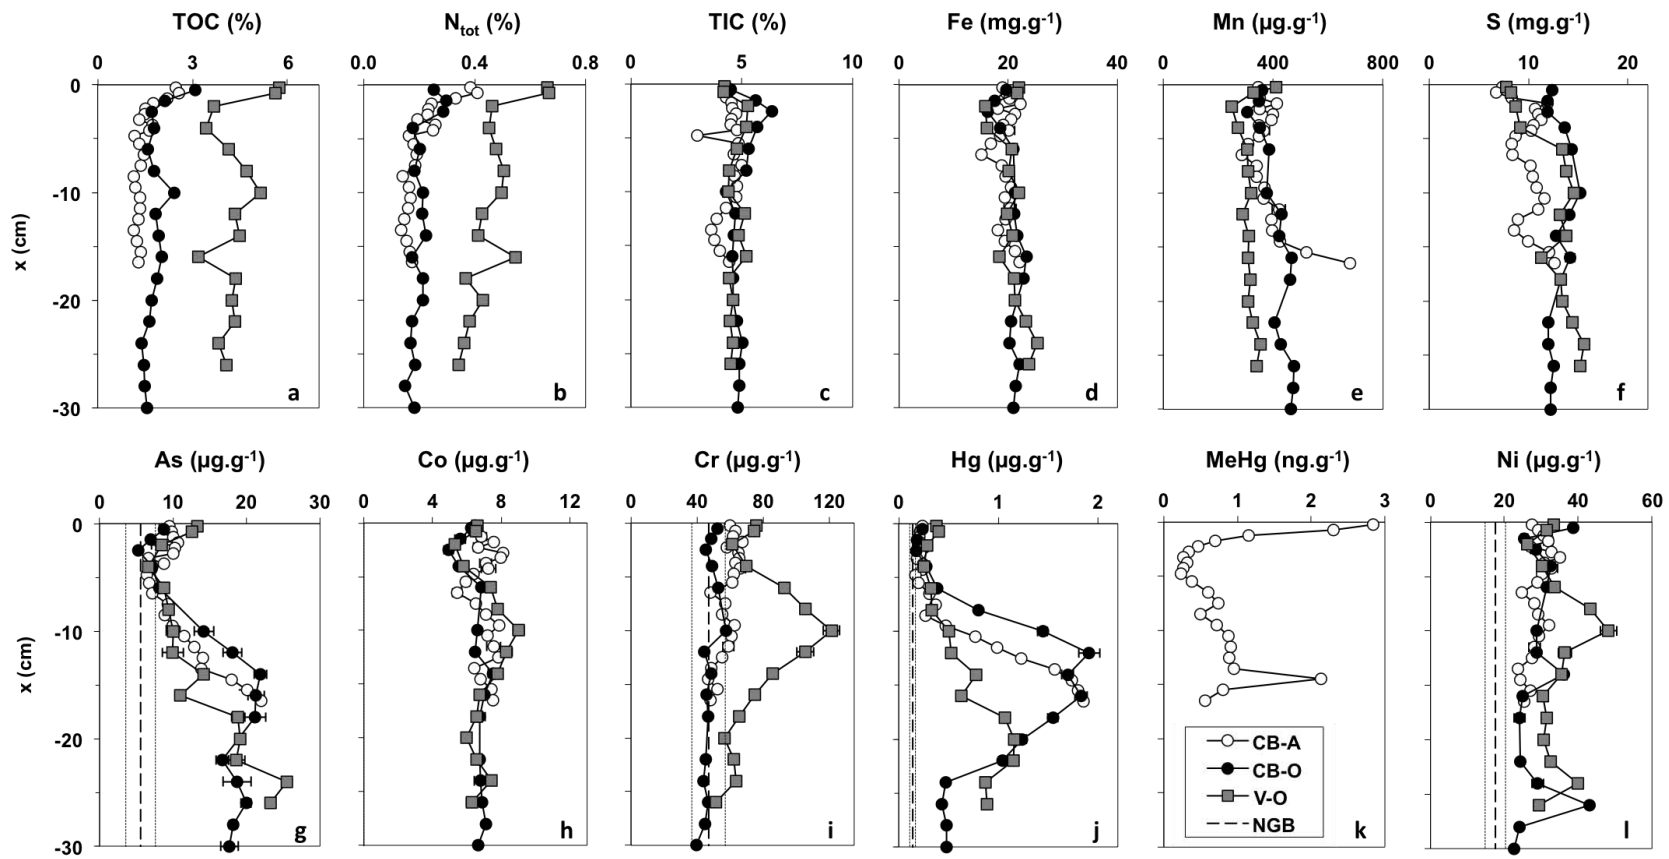 TOC (%) Ntot (%) TIC (%) Fe (mg.g-1) Mn (µg.g-1) S (mg.g-1)
0 3 6 0.0 0.4 0.8 0 5 10 0 20 40 0 400 800 0 10 20
0
-10
x (cm)
-20
-30
a b c d e f
As (µg.g-1) Co (µg.g-1) Cr (µg.g-1) Hg (µg.g-1) MeHg (ng.g-1) Ni (µg.g-1)
0 10 20 30 0 4 8 12 0 40 80 120 0 1 2 0 1 2 3 0 20 40 60
0
-10
x (cm)
-20
-30
CB-A
CB-O
V-O
NGB
g h i j k l